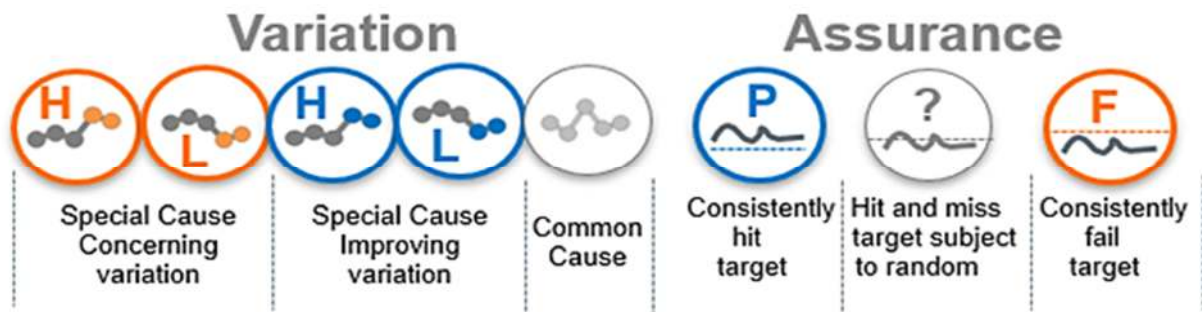 Variation
Assurance
H
L
H
L
P
?
F
Special Cause
Concerning
variation
Special Cause
Improving
variation
Common
Cause
Consistently
hit
target
Hit and miss
target subject
to random
Consistently
fail
target